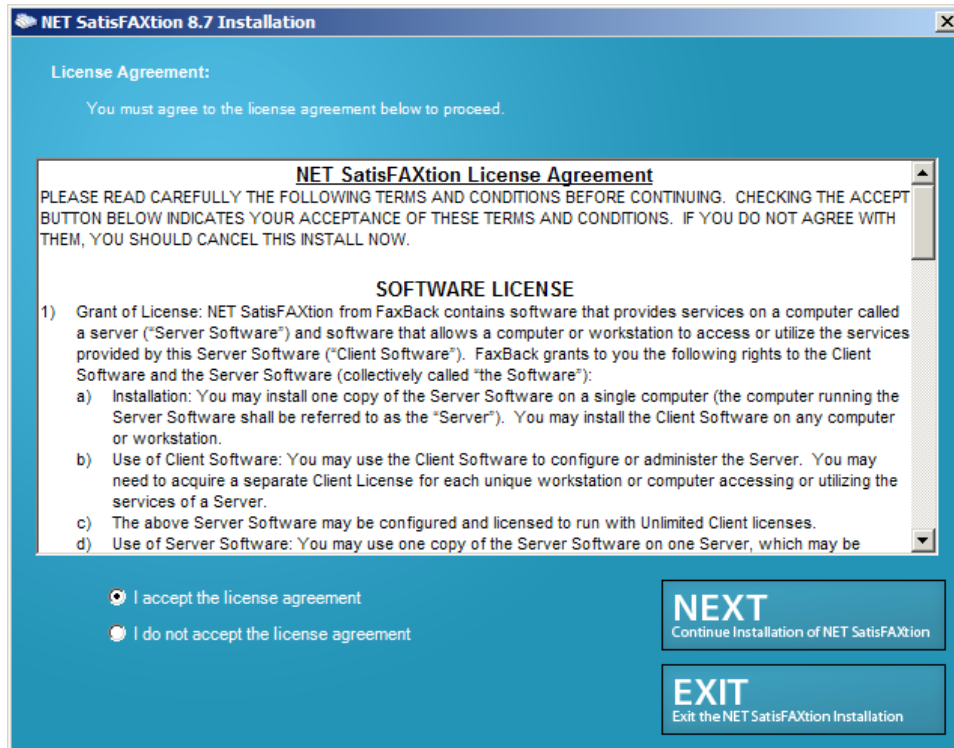 NET SatisFAXtion 8.7 Installation
License Agreement:
You must agree to the license agreement below to proceed.
NET SatisFAXtion License Agreement
PLEASE READ CAREFULLY THE FOLLOWING TERMS AND CONDITIONS BEFORE CONTINUING.  CHECKING THE ACCEPT
BUTTON BELOW INDICATES YOUR ACCEPTANCE OF THESE TERMS AND CONDITIONS.  IF YOU DO NOT AGREE WITH
THEM, YOU SHOULD CANCEL THIS INSTALL NOW.
SOFTWARE LICENSE
1) Grant of License: NET SatisFAXtion from FaxBack contains software that provides services on a computer called
a server (“Server Software”) and software that allows a computer or workstation to access or utilize the services
provided by this Server Software (“Client Software”).  FaxBack grants to you the following rights to the Client
Software and the Server Software (collectively called “the Software”):
a) Installation: You may install one copy of the Server Software on a single computer (the computer running the
Server Software shall be referred to as the “Server”).  You may install the Client Software on any computer
or workstation.
b) Use of Client Software: You may use the Client Software to configure or administer the Server.  You may
need to acquire a separate Client License for each unique workstation or computer accessing or utilizing the
services of a Server.
c) The above Server Software may be configured and licensed to run with Unlimited Client licenses.
d) Use of Server Software: You may use one copy of the Server Software on one Server, which may be
I accept the license agreement
I do not accept the license agreement
NEXT
Continue Installation of NET SatisFAXtion
EXIT
Exit the NET SatisFAXtion Installation